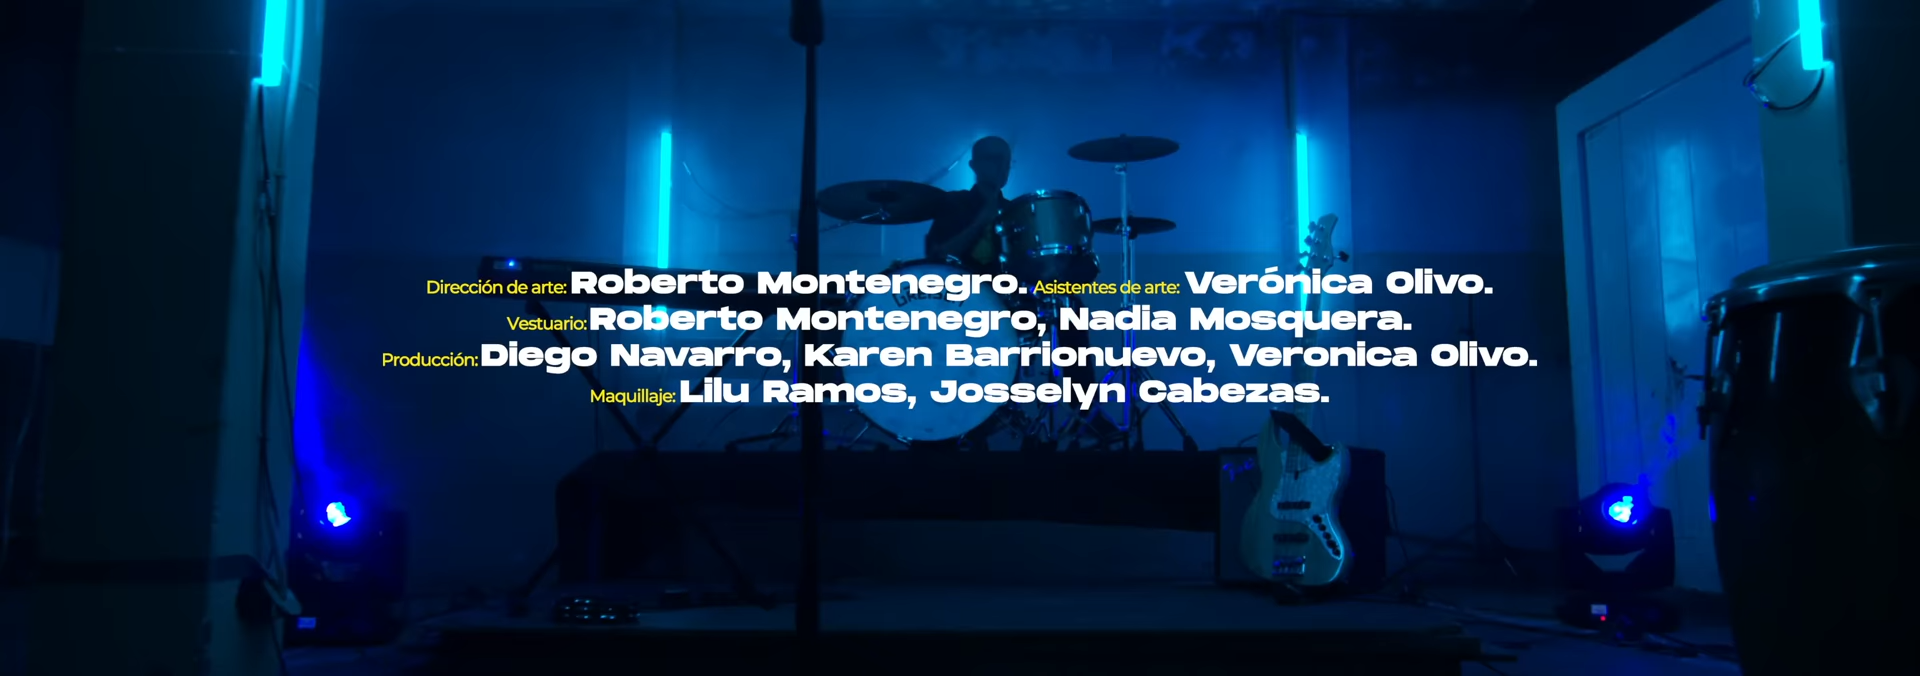 Dirección de arte: Roberto Montenegro. Asistentes de arte: Verónica Olivo.
Vestuario: Roberto Montenegro, Nadia Mosquera.
Producción: Diego Navarro, Karen Barrionuevo, Veronica Olivo.
Maquillaje: Lilu Ramos, Josselyn Cabezas.